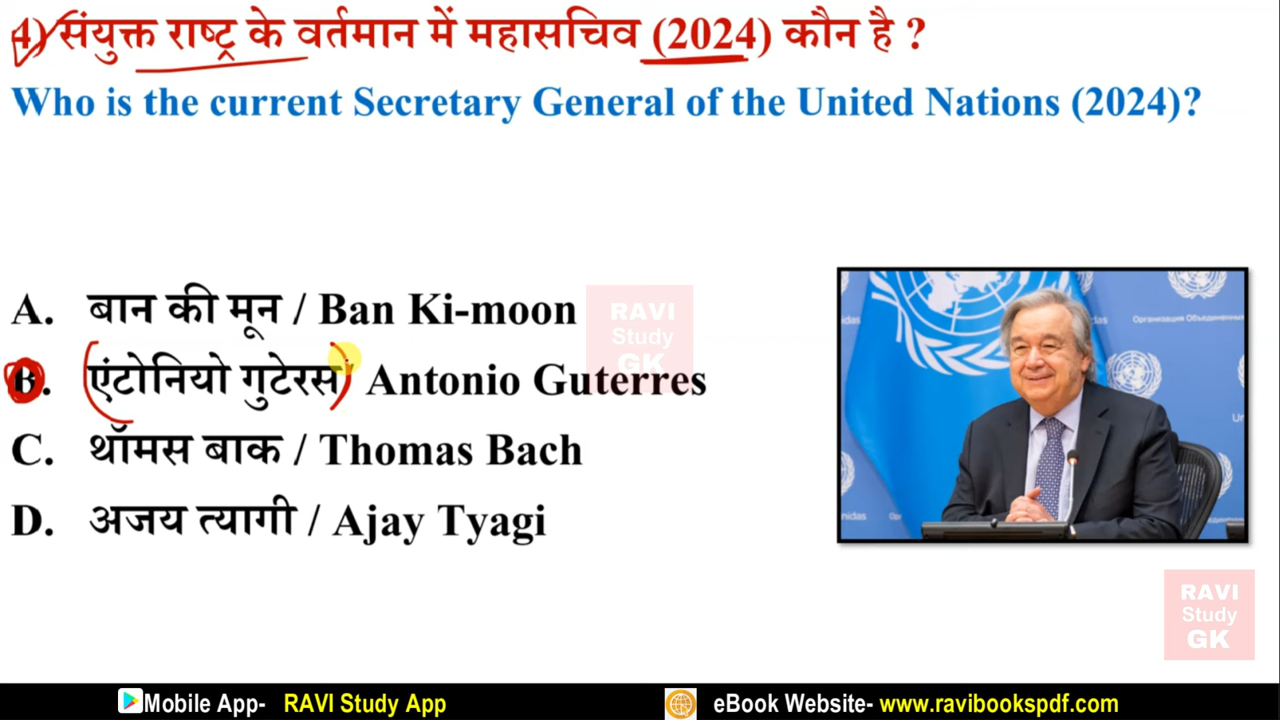 4) संयुक्त राष्ट्र के वर्तमान में महासचिव (2024) कौन है ?
Who is the current Secretary General of the United Nations (2024)?
A. बान की मून / Ban Ki-moon
B. एंटोनियो गुटेरस / Antonio Guterres
C. थॉमस बाक / Thomas Bach
D. अजय त्यागी / Ajay Tyagi
RAVI
Study
GK
Организация Объединенных
RAVI
Study
GK
Mobile App- RAVI Study App
eBook Website- www.ravibookspdf.com